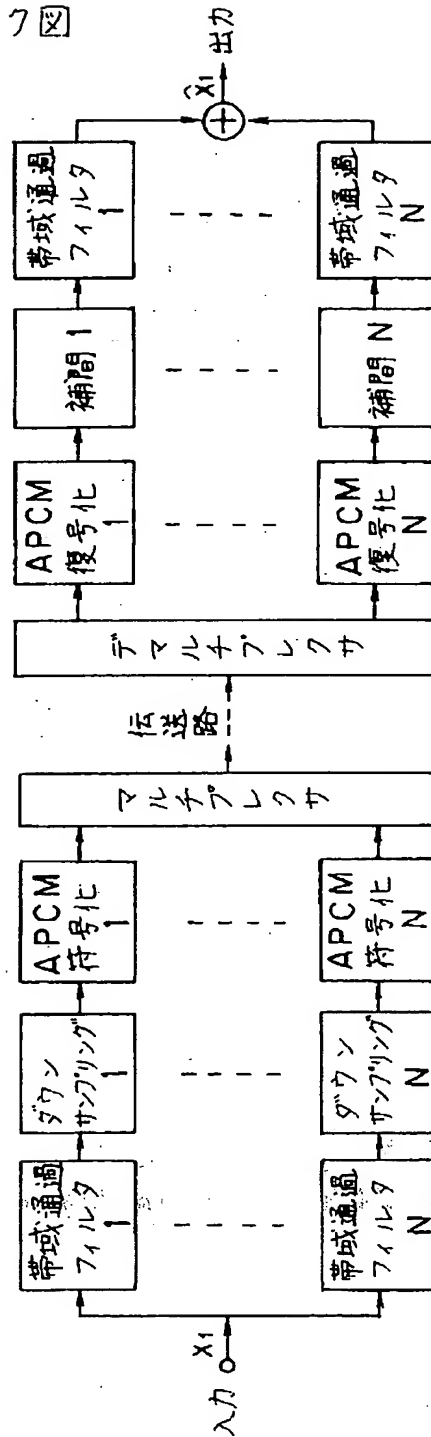 7図
入力
X1
帯域通過
フィルタ
1
帯域通過
フィルタ
N
ダウン
サンプリング
1
ダウン
サンプリング
N
APCM
符号化
1
APCM
符号化
N
マルチプレクサ
伝送路
デマルチプレクサ
APCM
復号化
1
APCM
復号化
N
補間 1
補間 N
帯域通過
フィルタ
1
帯域通過
フィルタ
N
+
X̂1
出力